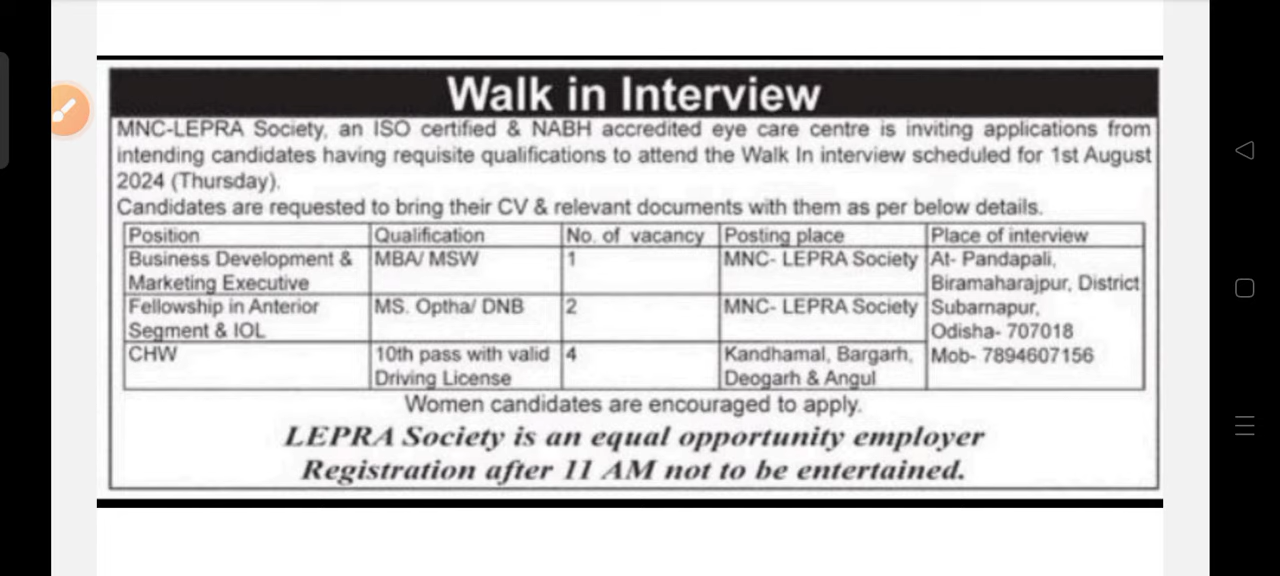 Walk in Interview
MNC-LEPRA Society, an ISO certified & NABH accredited eye care centre is inviting applications from
intending candidates having requisite qualifications to attend the Walk In interview scheduled for 1st August
2024 (Thursday).
Candidates are requested to bring their CV & relevant documents with them as per below details.
Position Qualification No. of vacancy Posting place Place of interview
Business Development & MBA/ MSW 1 MNC- LEPRA Society At- Pandapali,
Marketing Executive Biramaharajpur, District
Fellowship in Anterior MS. Optha/ DNB 2 MNC- LEPRA Society Subarnapur,
Segment & IOL Odisha- 707018
CHW 10th pass with valid 4 Kandhamal, Bargarh, Mob- 7894607156
Driving License Deogarh & Angul
Women candidates are encouraged to apply.
LEPRA Society is an equal opportunity employer
Registration after 11 AM not to be entertained.